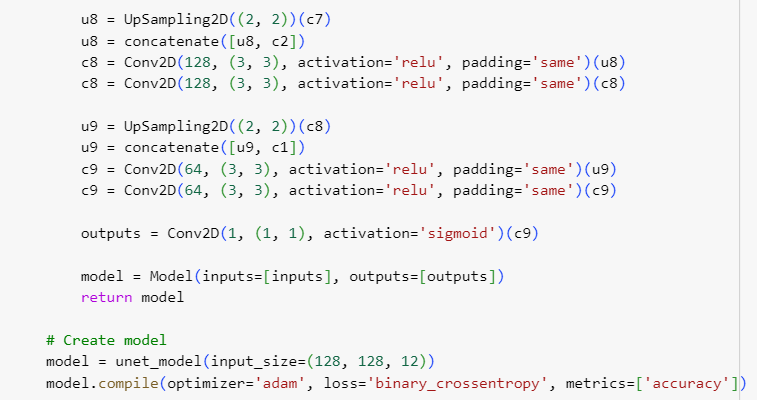 u8 = UpSampling2D((2, 2))(c7)
u8 = concatenate([u8, c2])
c8 = Conv2D(128, (3, 3), activation='relu', padding='same')(u8)
c8 = Conv2D(128, (3, 3), activation='relu', padding='same')(c8)
u9 = UpSampling2D((2, 2))(c8)
u9 = concatenate([u9, c1])
c9 = Conv2D(64, (3, 3), activation='relu', padding='same')(u9)
c9 = Conv2D(64, (3, 3), activation='relu', padding='same')(c9)
outputs = Conv2D(1, (1, 1), activation='sigmoid')(c9)
model = Model(inputs=[inputs], outputs=[outputs])
return model
# Create model
model = unet_model(input_size=(128, 128, 12))
model.compile(optimizer='adam', loss='binary_crossentropy', metrics=['accuracy'])